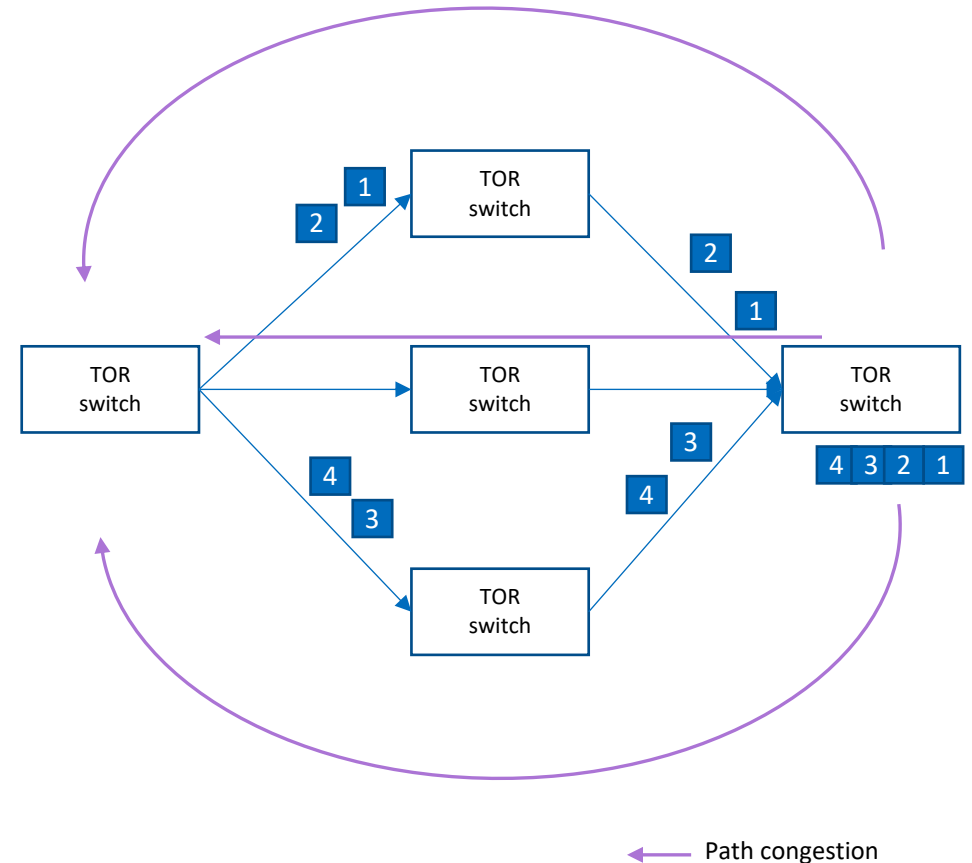 TOR
switch
1
2
2
1
TOR
switch
TOR
switch
TOR
switch
4
3
3
4
4 3 2 1
TOR
switch
Path congestion